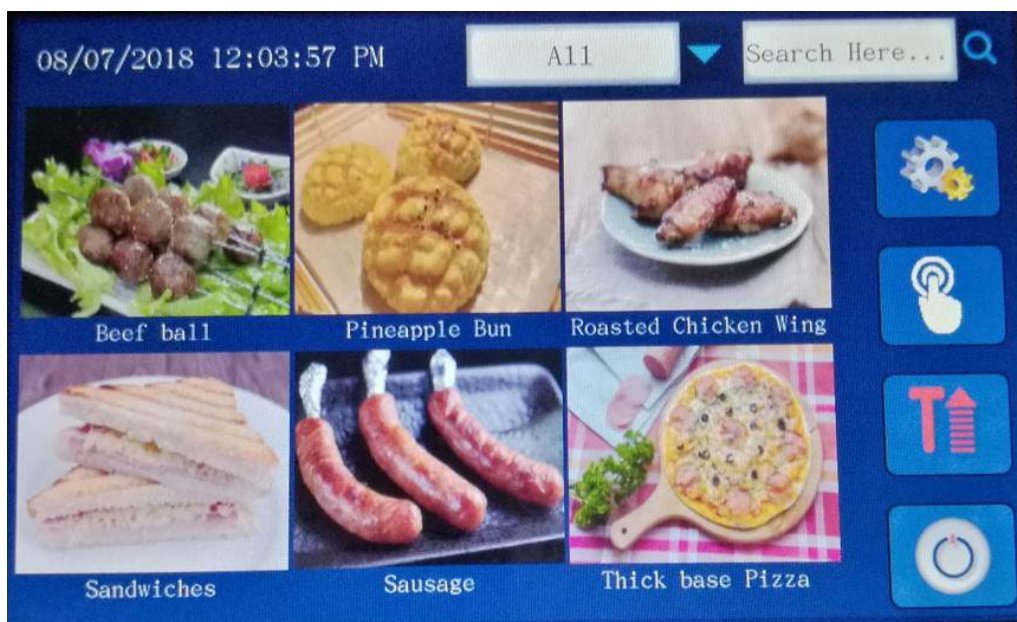 08/07/2018 12:03:57 PM
All
Search Here...
Beef ball
Pineapple Bun
Roasted Chicken Wing
T
Sandwiches
Sausage
Thick base Pizza